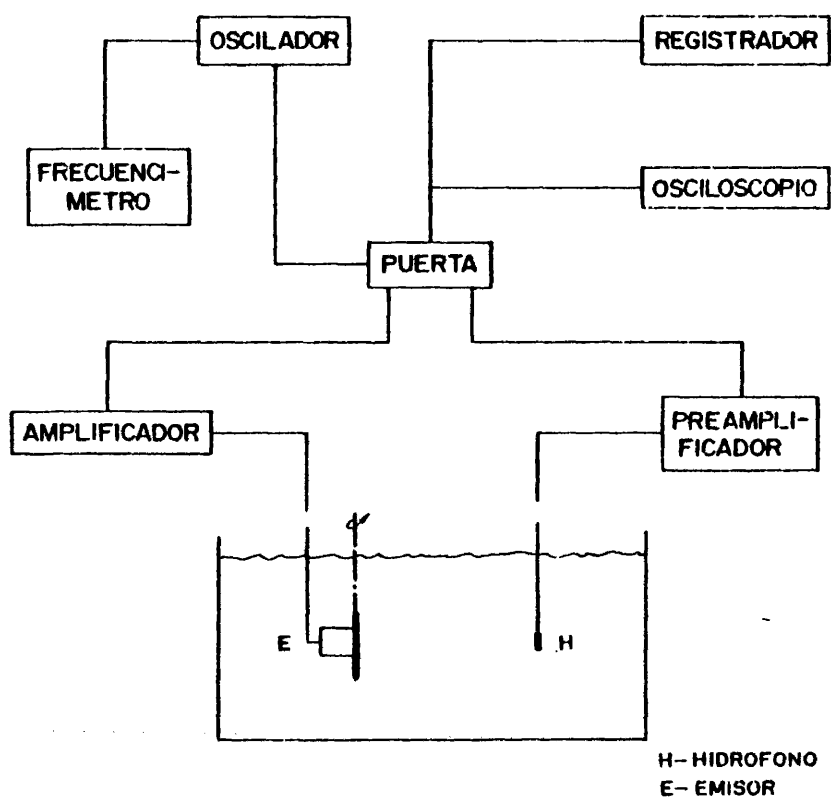 OSCILADOR
REGISTRADOR
FRECUENCI-
METRO
OSCILOSCOPIO
PUERTA
AMPLIFICADOR
PREAMPLI-
FICADOR
E
H
H-HIDROFONO
E-EMISOR